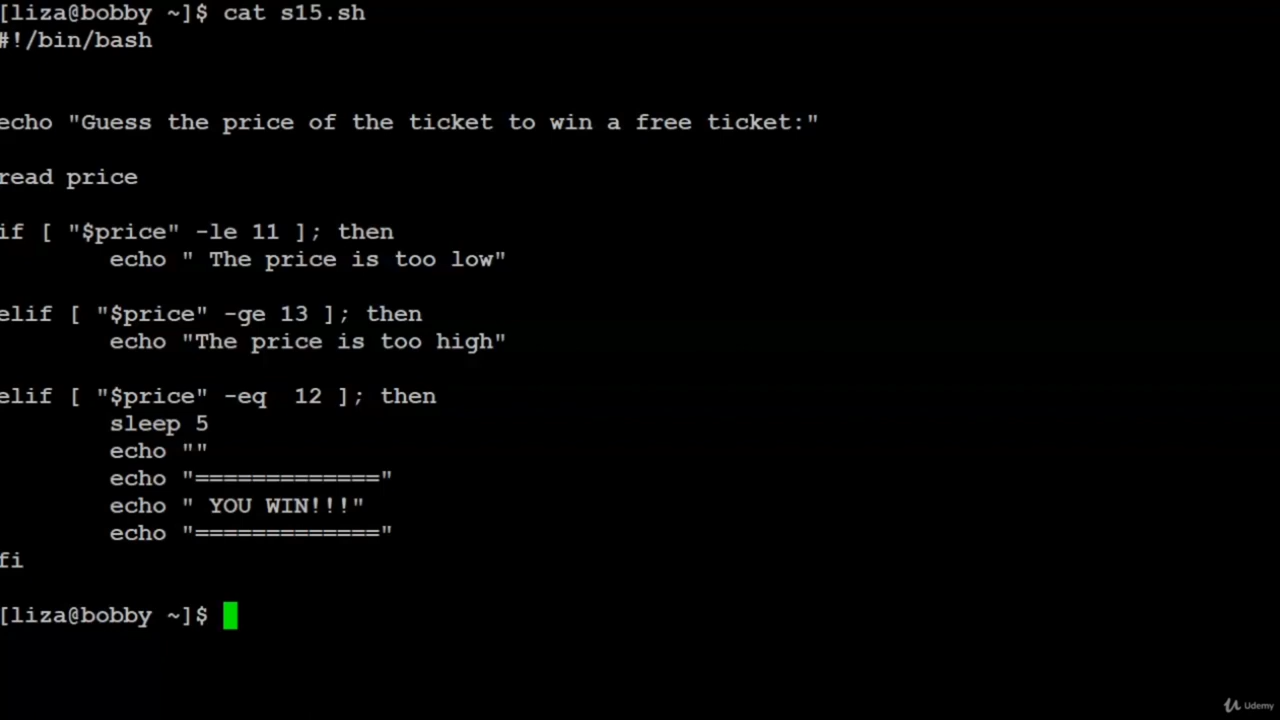 [liza@bobby ~]$ cat s15.sh
#!/bin/bash
echo "Guess the price of the ticket to win a free ticket:"
read price
if [ "$price" -le 11 ]; then
echo " The price is too low"
elif [ "$price" -ge 13 ]; then
echo "The price is too high"
elif [ "$price" -eq  12 ]; then
sleep 5
echo ""
echo "============="
echo " YOU WIN!!!"
echo "============="
fi
[liza@bobby ~]$
Udemy